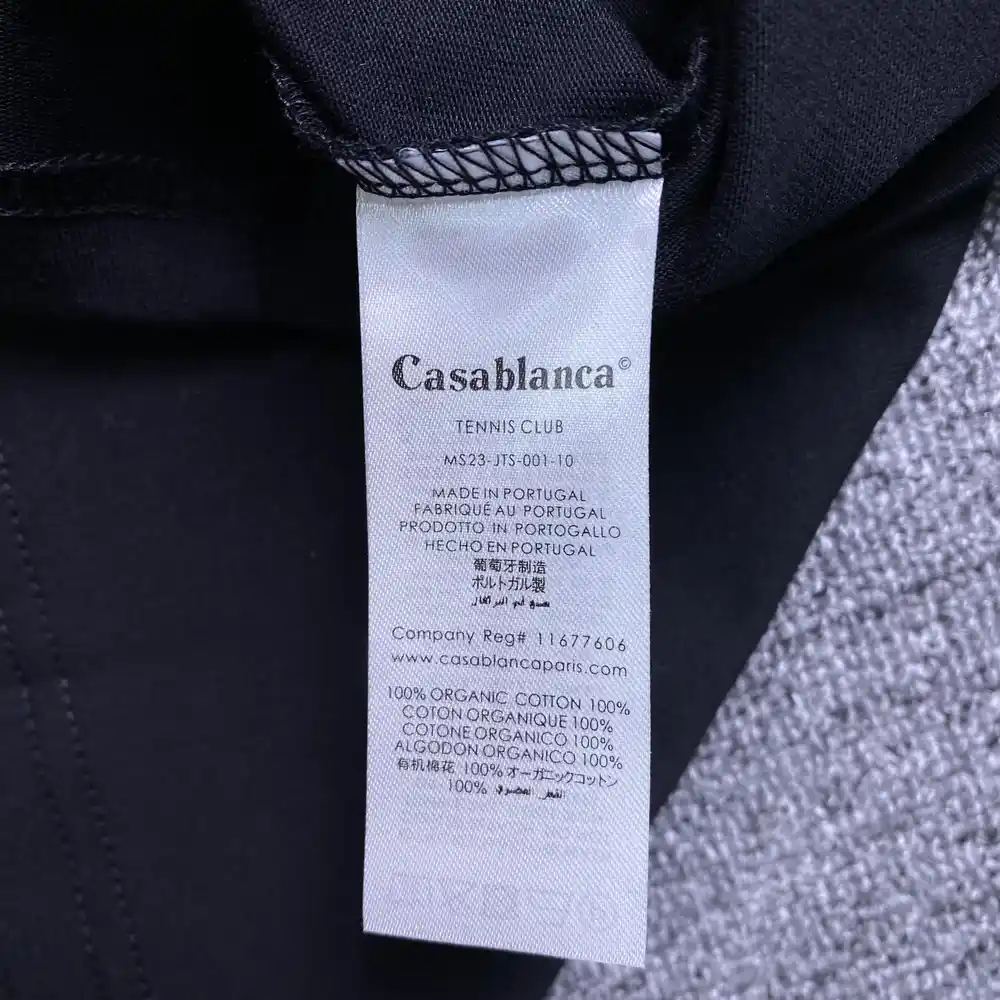 Casablanca©
TENNIS CLUB
MS23-JTS-001-10
MADE IN PORTUGAL
FABRIQUÉ AU PORTUGAL
PRODOTTO IN PORTOGALLO
HECHO EN PORTUGAL
葡萄牙制造
ポルトガル製
صنع في البرتغال
Company Reg# 11677606
www.casablancaparis.com
100% ORGANIC COTTON 100%
COTON ORGANIQUE 100%
COTONE ORGANICO 100%
ALGODON ORGANICO 100%
有机棉花 100% オーガニックコットン
100%